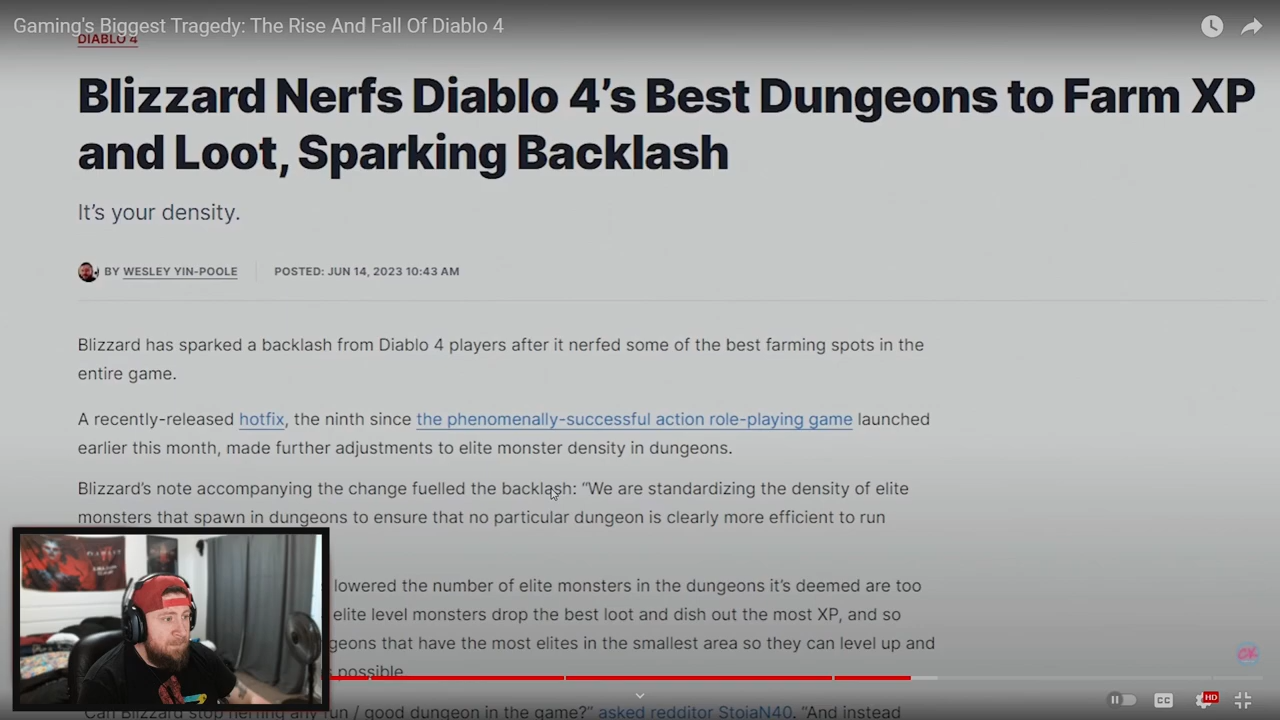 Gaming's Biggest Tragedy: The Rise And Fall Of Diablo 4
DIABLO 4
Blizzard Nerfs Diablo 4’s Best Dungeons to Farm XP
and Loot, Sparking Backlash
It’s your density.
BY WESLEY YIN-POOLE
POSTED: JUN 14, 2023 10:43 AM
Blizzard has sparked a backlash from Diablo 4 players after it nerfed some of the best farming spots in the
entire game.
A recently-released hotfix, the ninth since the phenomenally-successful action role-playing game launched
earlier this month, made further adjustments to elite monster density in dungeons.
Blizzard’s note accompanying the change fuelled the backlash: “We are standardizing the density of elite
monsters that spawn in dungeons to ensure that no particular dungeon is clearly more efficient to run
lowered the number of elite monsters in the dungeons it’s deemed are too
elite level monsters drop the best loot and dish out the most XP, and so
geons that have the most elites in the smallest area so they can level up and
possible.
“Can Blizzard stop nerfing any fun / good dungeon in the game?” asked redditor StojaN40. “And instead
CK
CC
HD